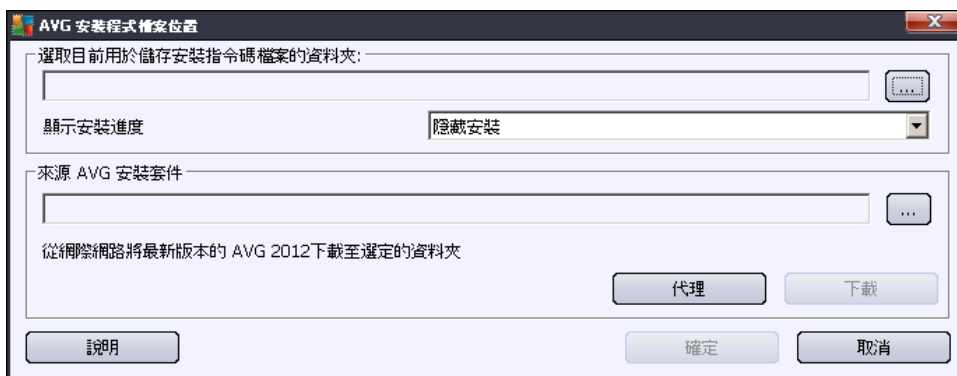 AVG 安裝程式檔案位置
選取目前用於儲存安裝指令碼檔案的資料夾:
...
顯示安裝進度 隱藏安裝
來源 AVG 安裝套件
...
從網際網路將最新版本的 AVG 2012下載至選定的資料夾
代理 下載
說明 確定 取消